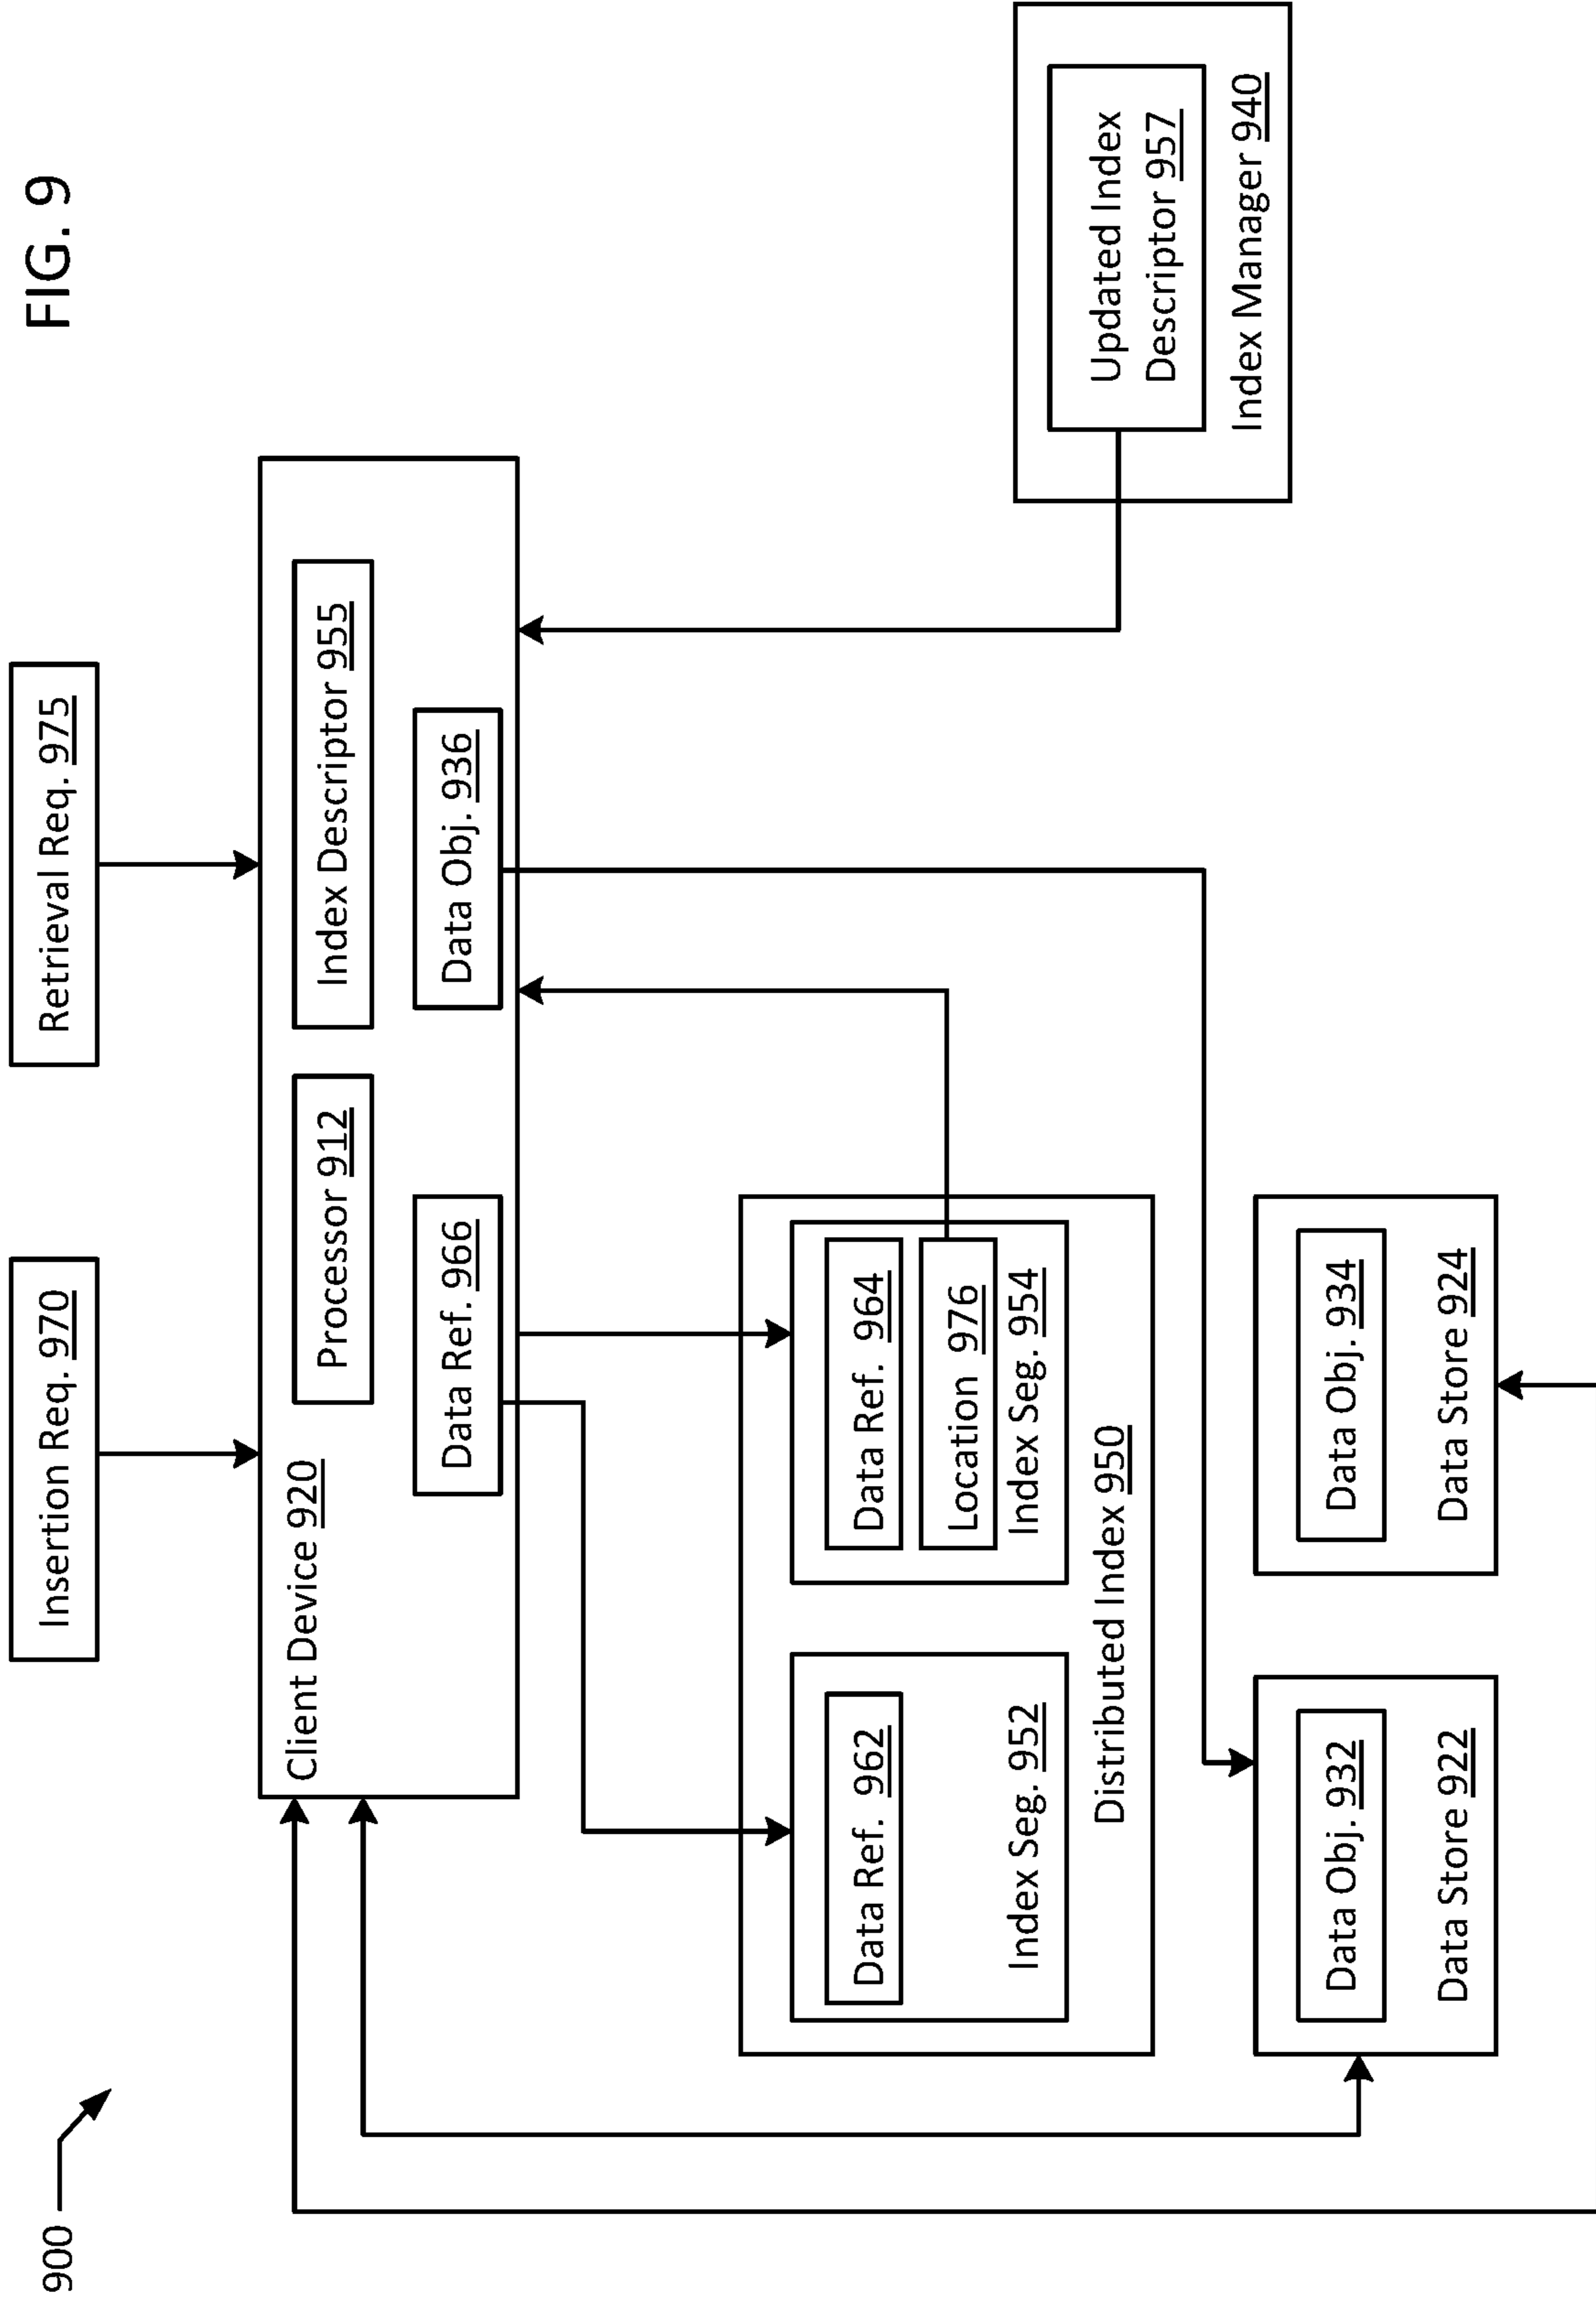 FIG. 9
900
Insertion Req. 970
Retrieval Req. 975
Client Device 920
Processor 912
Index Descriptor 955
Data Ref. 966
Data Obj. 936
Data Ref. 962
Index Seg. 952
Data Ref. 964
Location 976
Index Seg. 954
Distributed Index 950
Updated Index
Descriptor 957
Index Manager 940
Data Obj. 932
Data Store 922
Data Obj. 934
Data Store 924